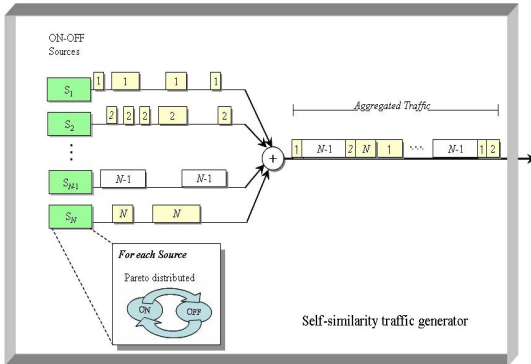 ON-OFF
Sources
S1
1 1 1 1
S2
2 2 2 2 2
SN-1
N-1 N-1
SN
N N
+
Aggregated Traffic
1 N-1 2 N 1 ... N-1 1 2
For each Source
Pareto distributed
ON OFF
Self-similarity traffic generator